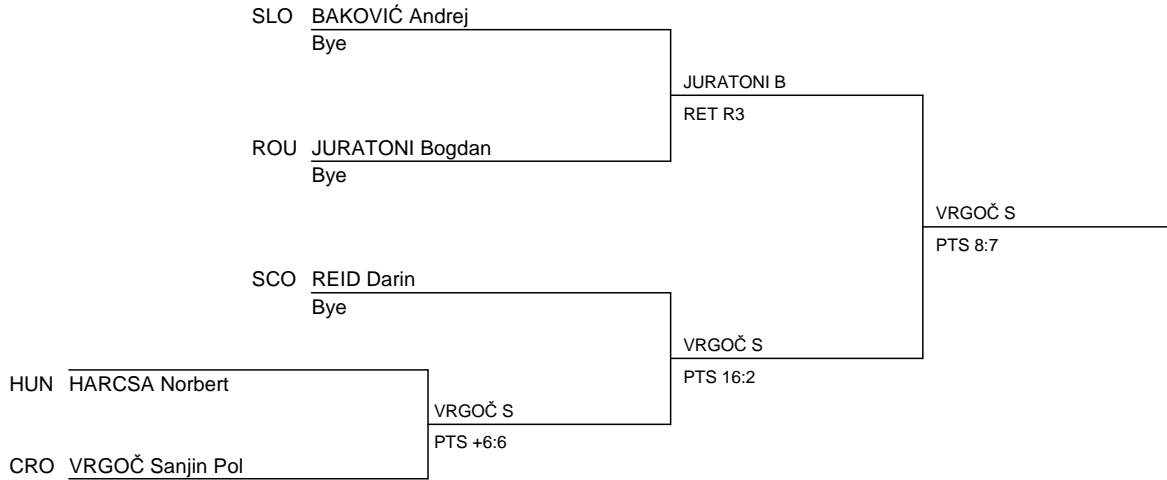 SLO BAKOVIĆ Andrej
Bye
JURATONI B
RET R3
ROU JURATONI Bogdan
Bye
VRGOČ S
PTS 8:7
SCO REID Darin
Bye
VRGOČ S
PTS 16:2
HUN HARCSA Norbert
VRGOČ S
PTS +6:6
CRO VRGOČ Sanjin Pol